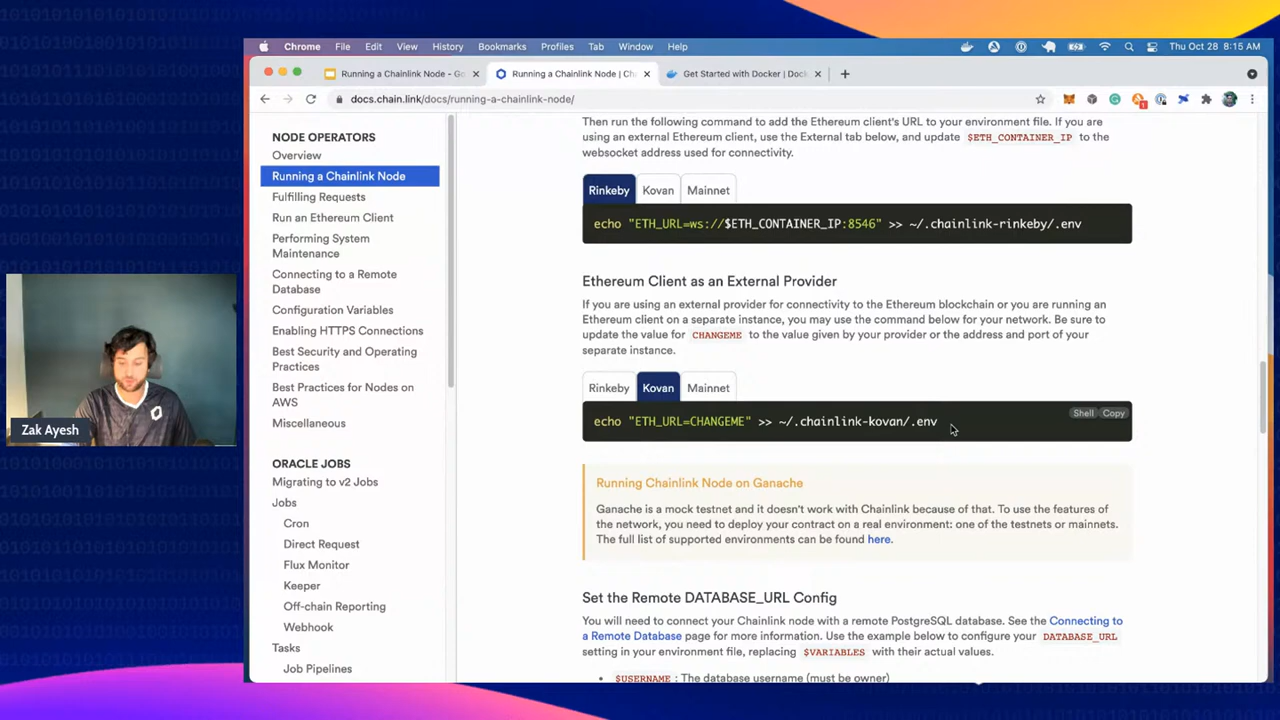 Chrome File Edit View History Bookmarks Profiles Tab Window Help
Thu Oct 28 8:15 AM
Running a Chainlink Node - Go
Running a Chainlink Node | Ch
Get Started with Docker | Dock
docs.chain.link/docs/running-a-chainlink-node/
NODE OPERATORS
Overview
Running a Chainlink Node
Fulfilling Requests
Run an Ethereum Client
Performing System
Maintenance
Connecting to a Remote
Database
Configuration Variables
Enabling HTTPS Connections
Best Security and Operating
Practices
Best Practices for Nodes on
AWS
Miscellaneous
ORACLE JOBS
Migrating to v2 Jobs
Jobs
Cron
Direct Request
Flux Monitor
Keeper
Off-chain Reporting
Webhook
Tasks
Job Pipelines
Then run the following command to add the Ethereum client's URL to your environment file. If you are
using an external Ethereum client, use the External tab below, and update $ETH_CONTAINER_IP to the
websocket address used for connectivity.
Rinkeby Kovan Mainnet
echo "ETH_URL=ws://$ETH_CONTAINER_IP:8546" >> ~/.chainlink-rinkeby/.env
Ethereum Client as an External Provider
If you are using an external provider for connectivity to the Ethereum blockchain or you are running an
Ethereum client on a separate instance, you may use the command below for your network. Be sure to
update the value for CHANGEME to the value given by your provider or the address and port of your
separate instance.
Rinkeby Kovan Mainnet
Shell Copy
echo "ETH_URL=CHANGEME" >> ~/.chainlink-kovan/.env
Running Chainlink Node on Ganache
Ganache is a mock testnet and it doesn't work with Chainlink because of that. To use the features of
the network, you need to deploy your contract on a real environment: one of the testnets or mainnets.
The full list of supported environments can be found here.
Set the Remote DATABASE_URL Config
You will need to connect your Chainlink node with a remote PostgreSQL database. See the Connecting to
a Remote Database page for more information. Use the example below to configure your DATABASE_URL
setting in your environment file, replacing $VARIABLES with their actual values.
$USERNAME : The database username (must be owner)
Zak Ayesh